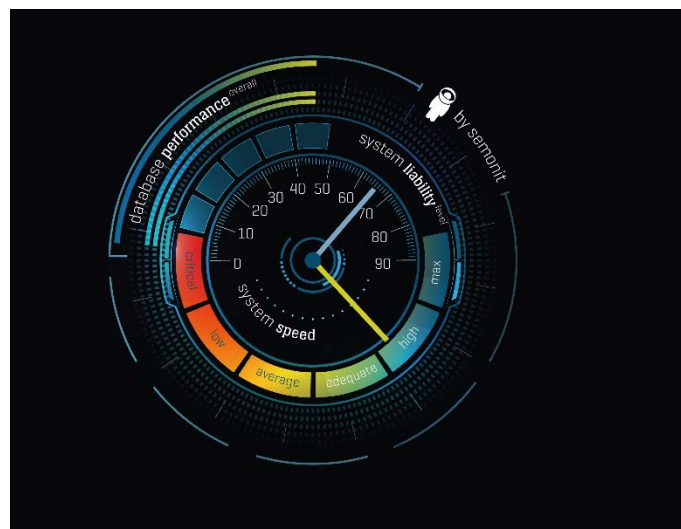 database performance overall
by semonit
system liability level
0
10
20
30
40
50
60
70
80
90
system speed
critical
low
average
adequate
high
max